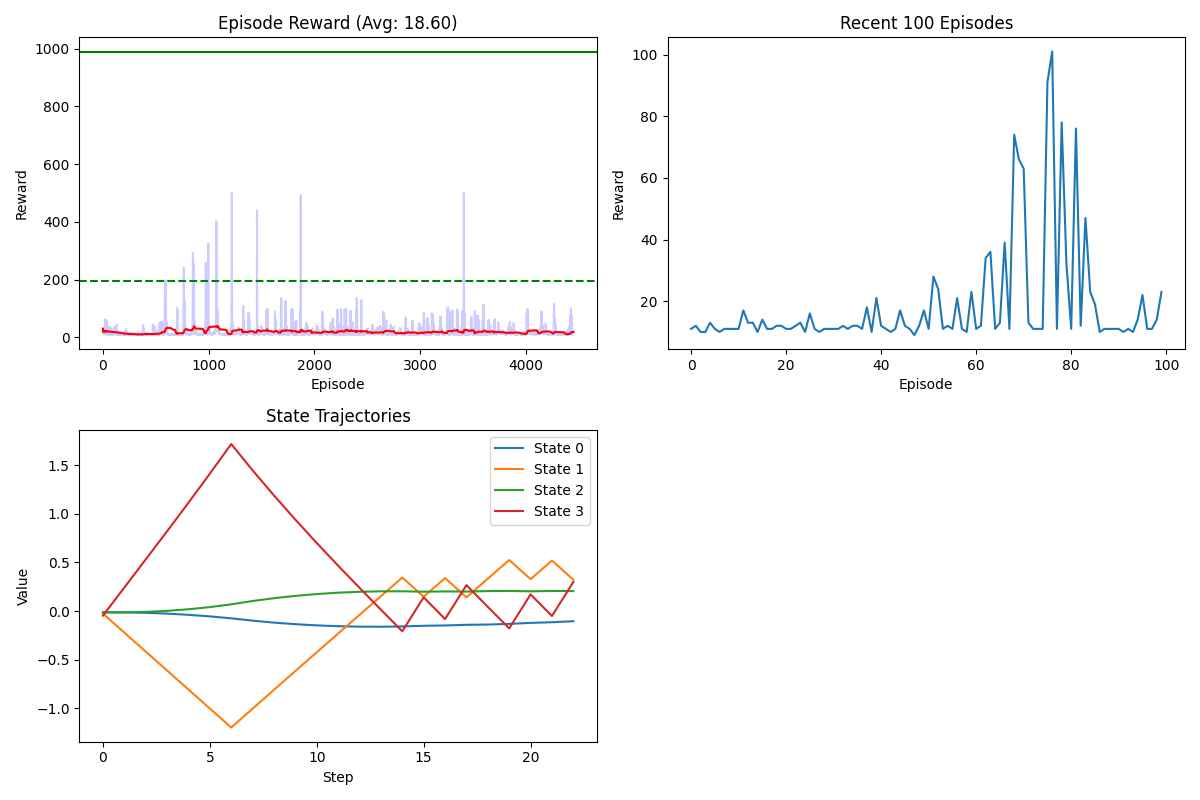 Episode Reward (Avg: 18.60)
1000
800
600
400
200
0
0 1000 2000 3000 4000
Reward
Episode
Recent 100 Episodes
100
80
60
40
20
0 20 40 60 80 100
Reward
Episode
State Trajectories
State 0
State 1
State 2
State 3
1.5
1.0
0.5
0.0
−0.5
−1.0
0 5 10 15 20
Value
Step